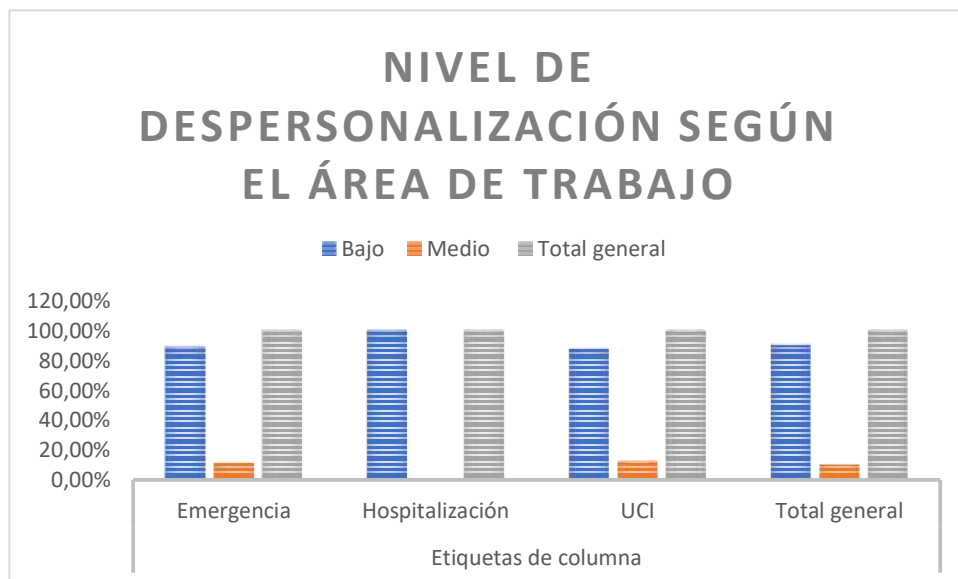 NIVEL DE
DESPERSONALIZACIÓN SEGÚN
EL ÁREA DE TRABAJO
Bajo Medio Total general
120,00%
100,00%
80,00%
60,00%
40,00%
20,00%
0,00%
Emergencia Hospitalización UCI Total general
Etiquetas de columna